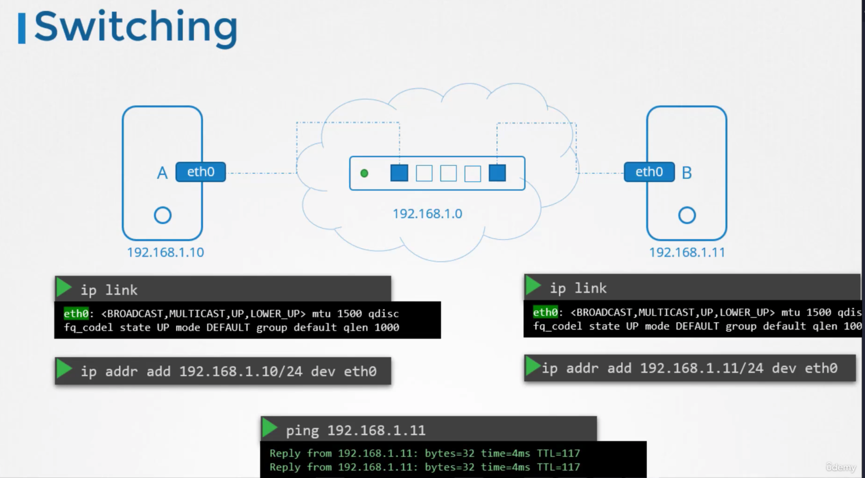 Switching
A
eth0
eth0
B
192.168.1.0
192.168.1.10
192.168.1.11
ip link
eth0: <BROADCAST,MULTICAST,UP,LOWER_UP> mtu 1500 qdisc
fq_codel state UP mode DEFAULT group default qlen 1000
ip link
eth0: <BROADCAST,MULTICAST,UP,LOWER_UP> mtu 1500 qdis
fq_codel state UP mode DEFAULT group default qlen 100
ip addr add 192.168.1.10/24 dev eth0
ip addr add 192.168.1.11/24 dev eth0
ping 192.168.1.11
Reply from 192.168.1.11: bytes=32 time=4ms TTL=117
Reply from 192.168.1.11: bytes=32 time=4ms TTL=117
ûdemy